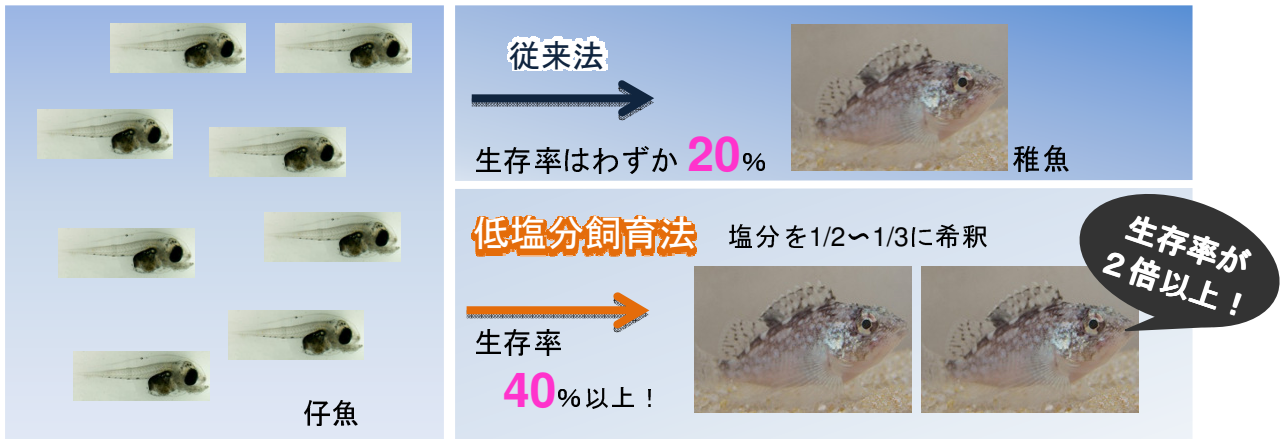 仔魚
従来法
生存率はわずか 20%
稚魚
低塩分飼育法
塩分を1/2〜1/3に希釈
生存率
40%以上！
生存率が
２倍以上！